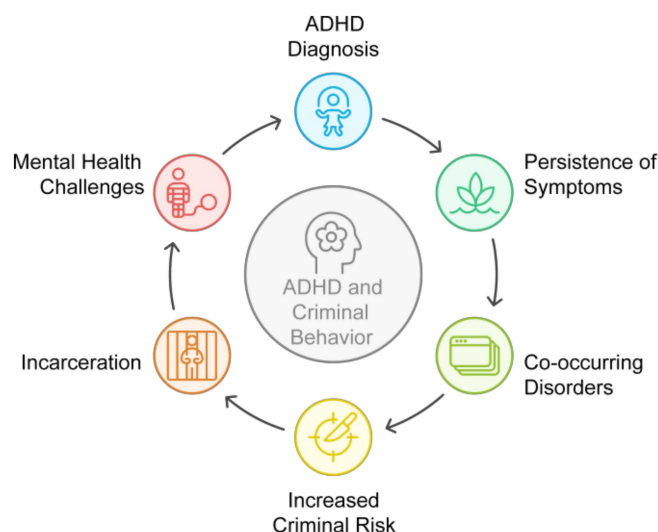 ADHD
Diagnosis
Persistence of
Symptoms
Co-occurring
Disorders
Increased
Criminal Risk
Incarceration
Mental Health
Challenges
ADHD and
Criminal
Behavior